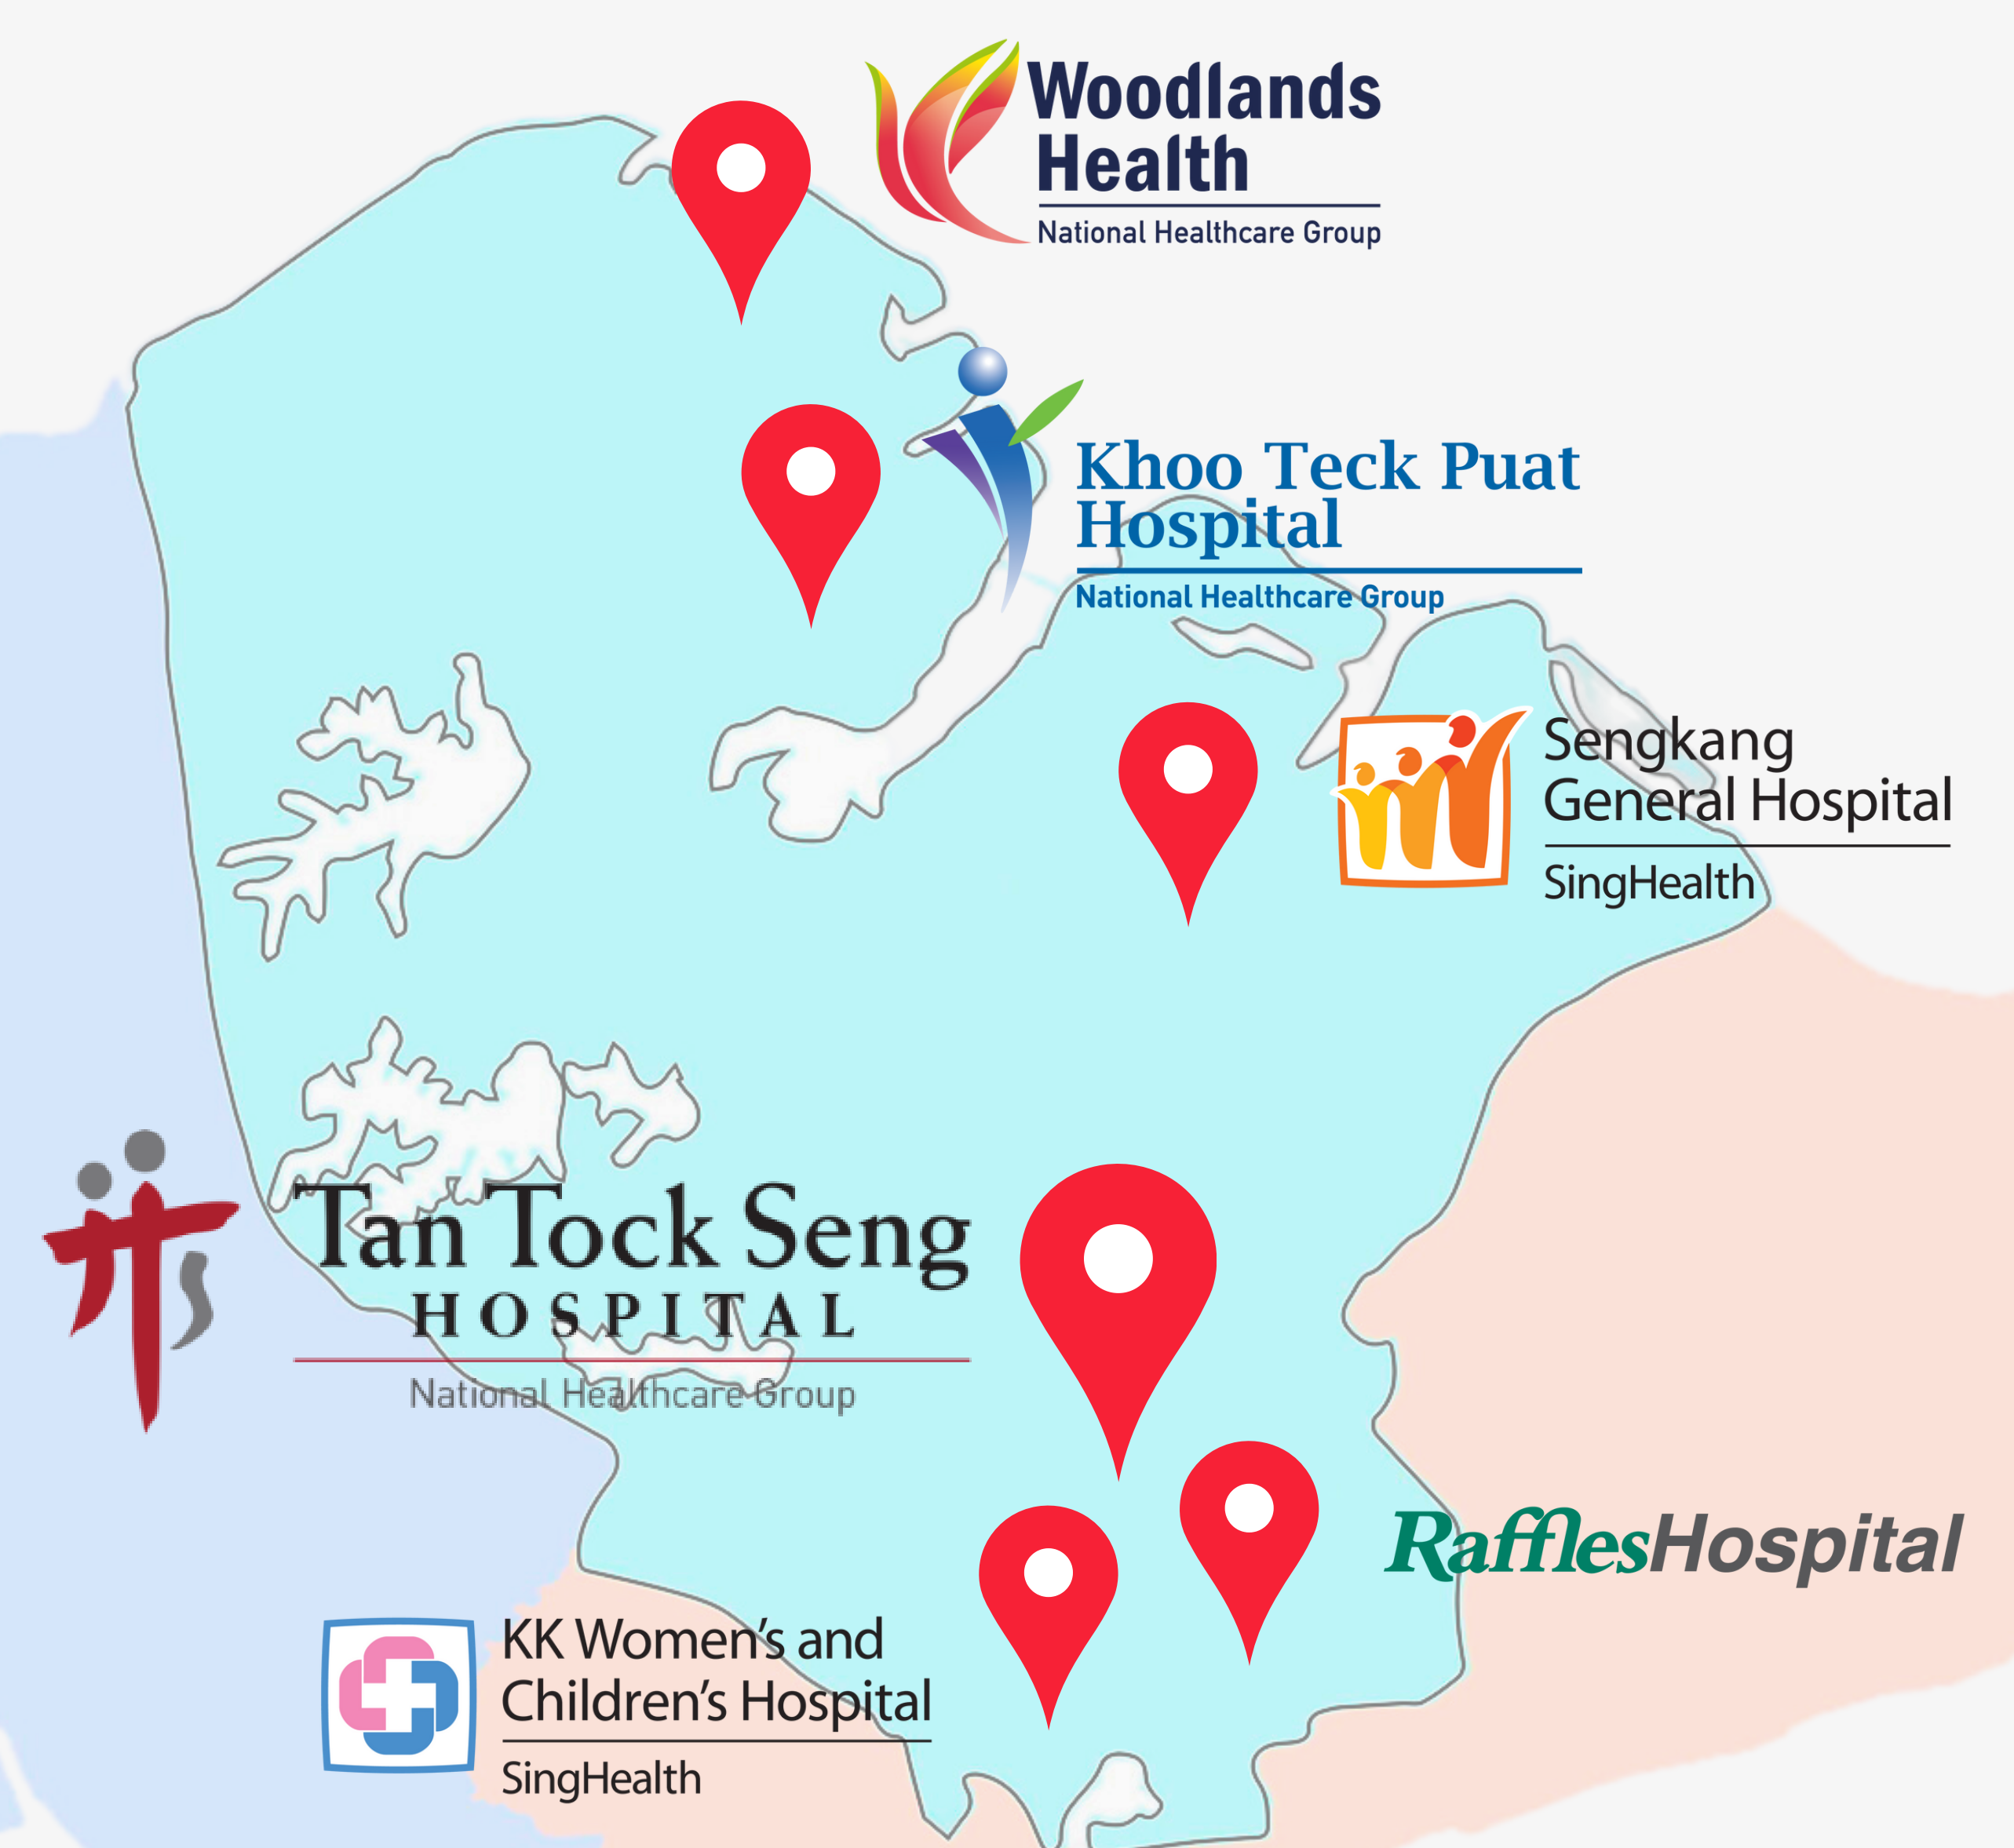 Woodlands
Health
National Healthcare Group
Khoo Teck Puat
Hospital
National Healthcare Group
Sengkang
General Hospital
SingHealth
Tan Tock Seng
HOSPITAL
National Healthcare Group
RafflesHospital
KK Women's and
Children's Hospital
SingHealth